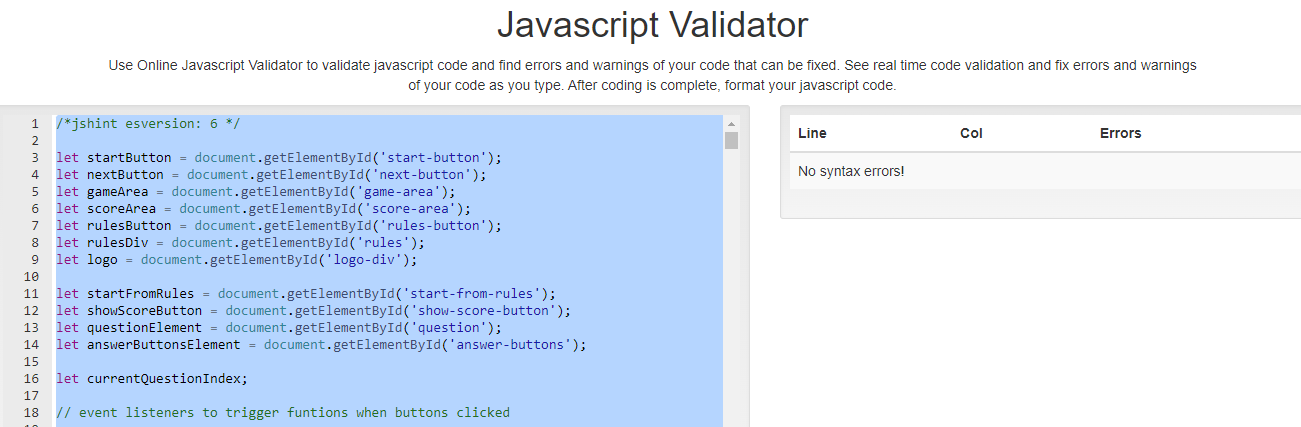 Javascript Validator
Use Online Javascript Validator to validate javascript code and find errors and warnings of your code that can be fixed. See real time code validation and fix errors and warnings
of your code as you type. After coding is complete, format your javascript code.
1 /*jshint esversion: 6 */
2
3 let startButton = document.getElementById('start-button');
4 let nextButton = document.getElementById('next-button');
5 let gameArea = document.getElementById('game-area');
6 let scoreArea = document.getElementById('score-area');
7 let rulesButton = document.getElementById('rules-button');
8 let rulesDiv = document.getElementById('rules');
9 let logo = document.getElementById('logo-div');
10
11 let startFromRules = document.getElementById('start-from-rules');
12 let showScoreButton = document.getElementById('show-score-button');
13 let questionElement = document.getElementById('question');
14 let answerButtonsElement = document.getElementById('answer-buttons');
15
16 let currentQuestionIndex;
17
18 // event listeners to trigger funtions when buttons clicked
Line Col Errors
No syntax errors!